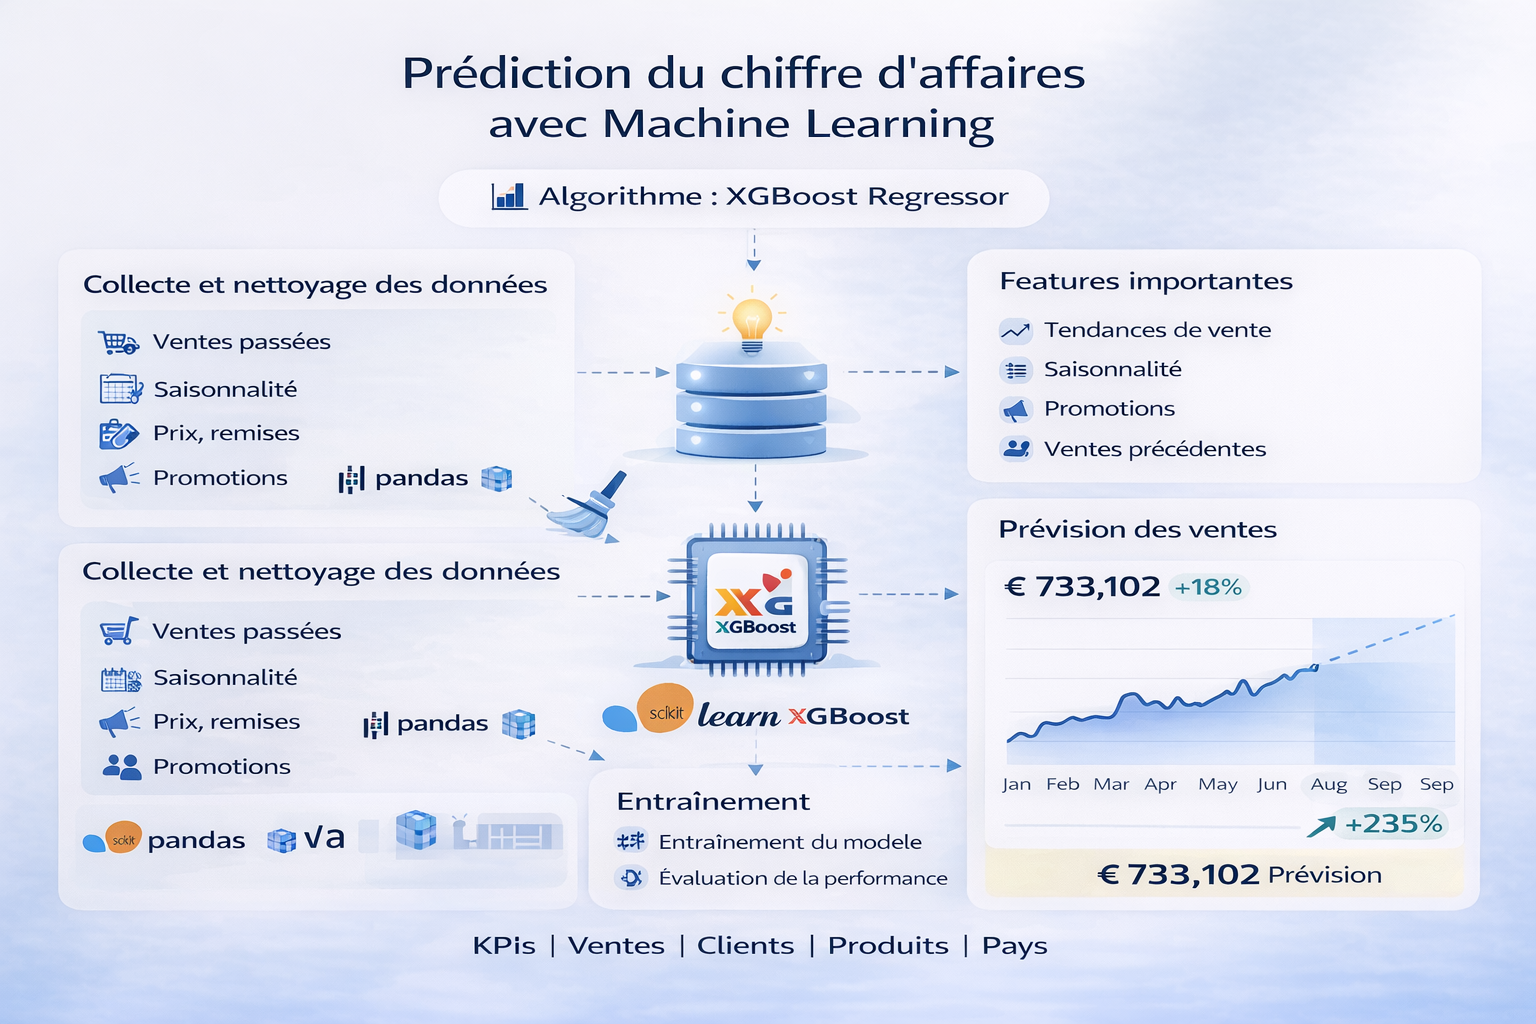 Prédiction du chiffre d'affaires
avec Machine Learning
Algorithme : XGBoost Regressor
Collecte et nettoyage des données
Ventes passées
Saisonnalité
Prix, remises
Promotions
pandas
Features importantes
Tendances de vente
Saisonnalité
Promotions
Ventes précédentes
XG
XGBoost
scikit learn XGBoost
Collecte et nettoyage des données
Ventes passées
Saisonnalité
Prix, remises
pandas
Promotions
scikit pandas
va
Entraînement
Entraînement du modele
Évaluation de la performance
Prévision des ventes
€ 733,102 +18%
Jan Feb Mar Apr May Jun Aug Sep Sep
+235%
€ 733,102 Prévision
KPis | Ventes | Clients | Produits | Pays